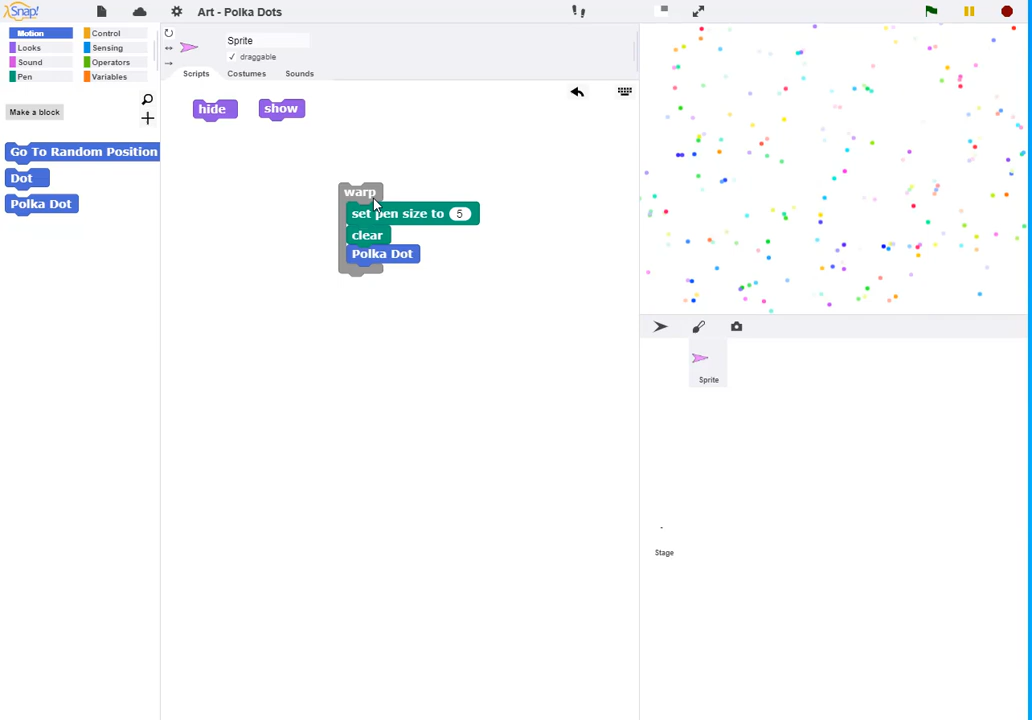 Snap!
Art - Polka Dots
Motion
Control
Looks
Sensing
Sound
Operators
Pen
Variables
Make a block
Go To Random Position
Dot
Polka Dot
Sprite
draggable
Scripts
Costumes
Sounds
hide
show
warp
set pen size to 5
clear
Polka Dot
Sprite
Stage